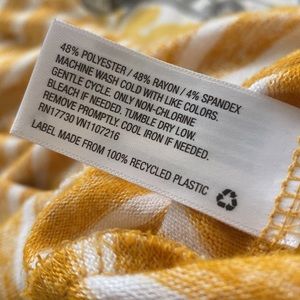 48% POLYESTER / 48% RAYON / 4% SPANDEX
MACHINE WASH COLD WITH LIKE COLORS.
GENTLE CYCLE. ONLY NON-CHLORINE
BLEACH IF NEEDED. TUMBLE DRY LOW.
REMOVE PROMPTLY. COOL IRON IF NEEDED.
RN17730 VN1107216
LABEL MADE FROM 100% RECYCLED PLASTIC